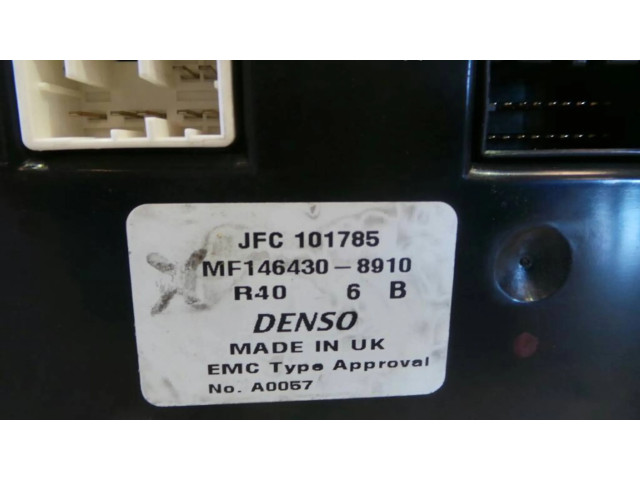 JFC 101785
MF146430-8910
R40 6 B
DENSO
MADE IN UK
EMC Type Approval
No. A0057